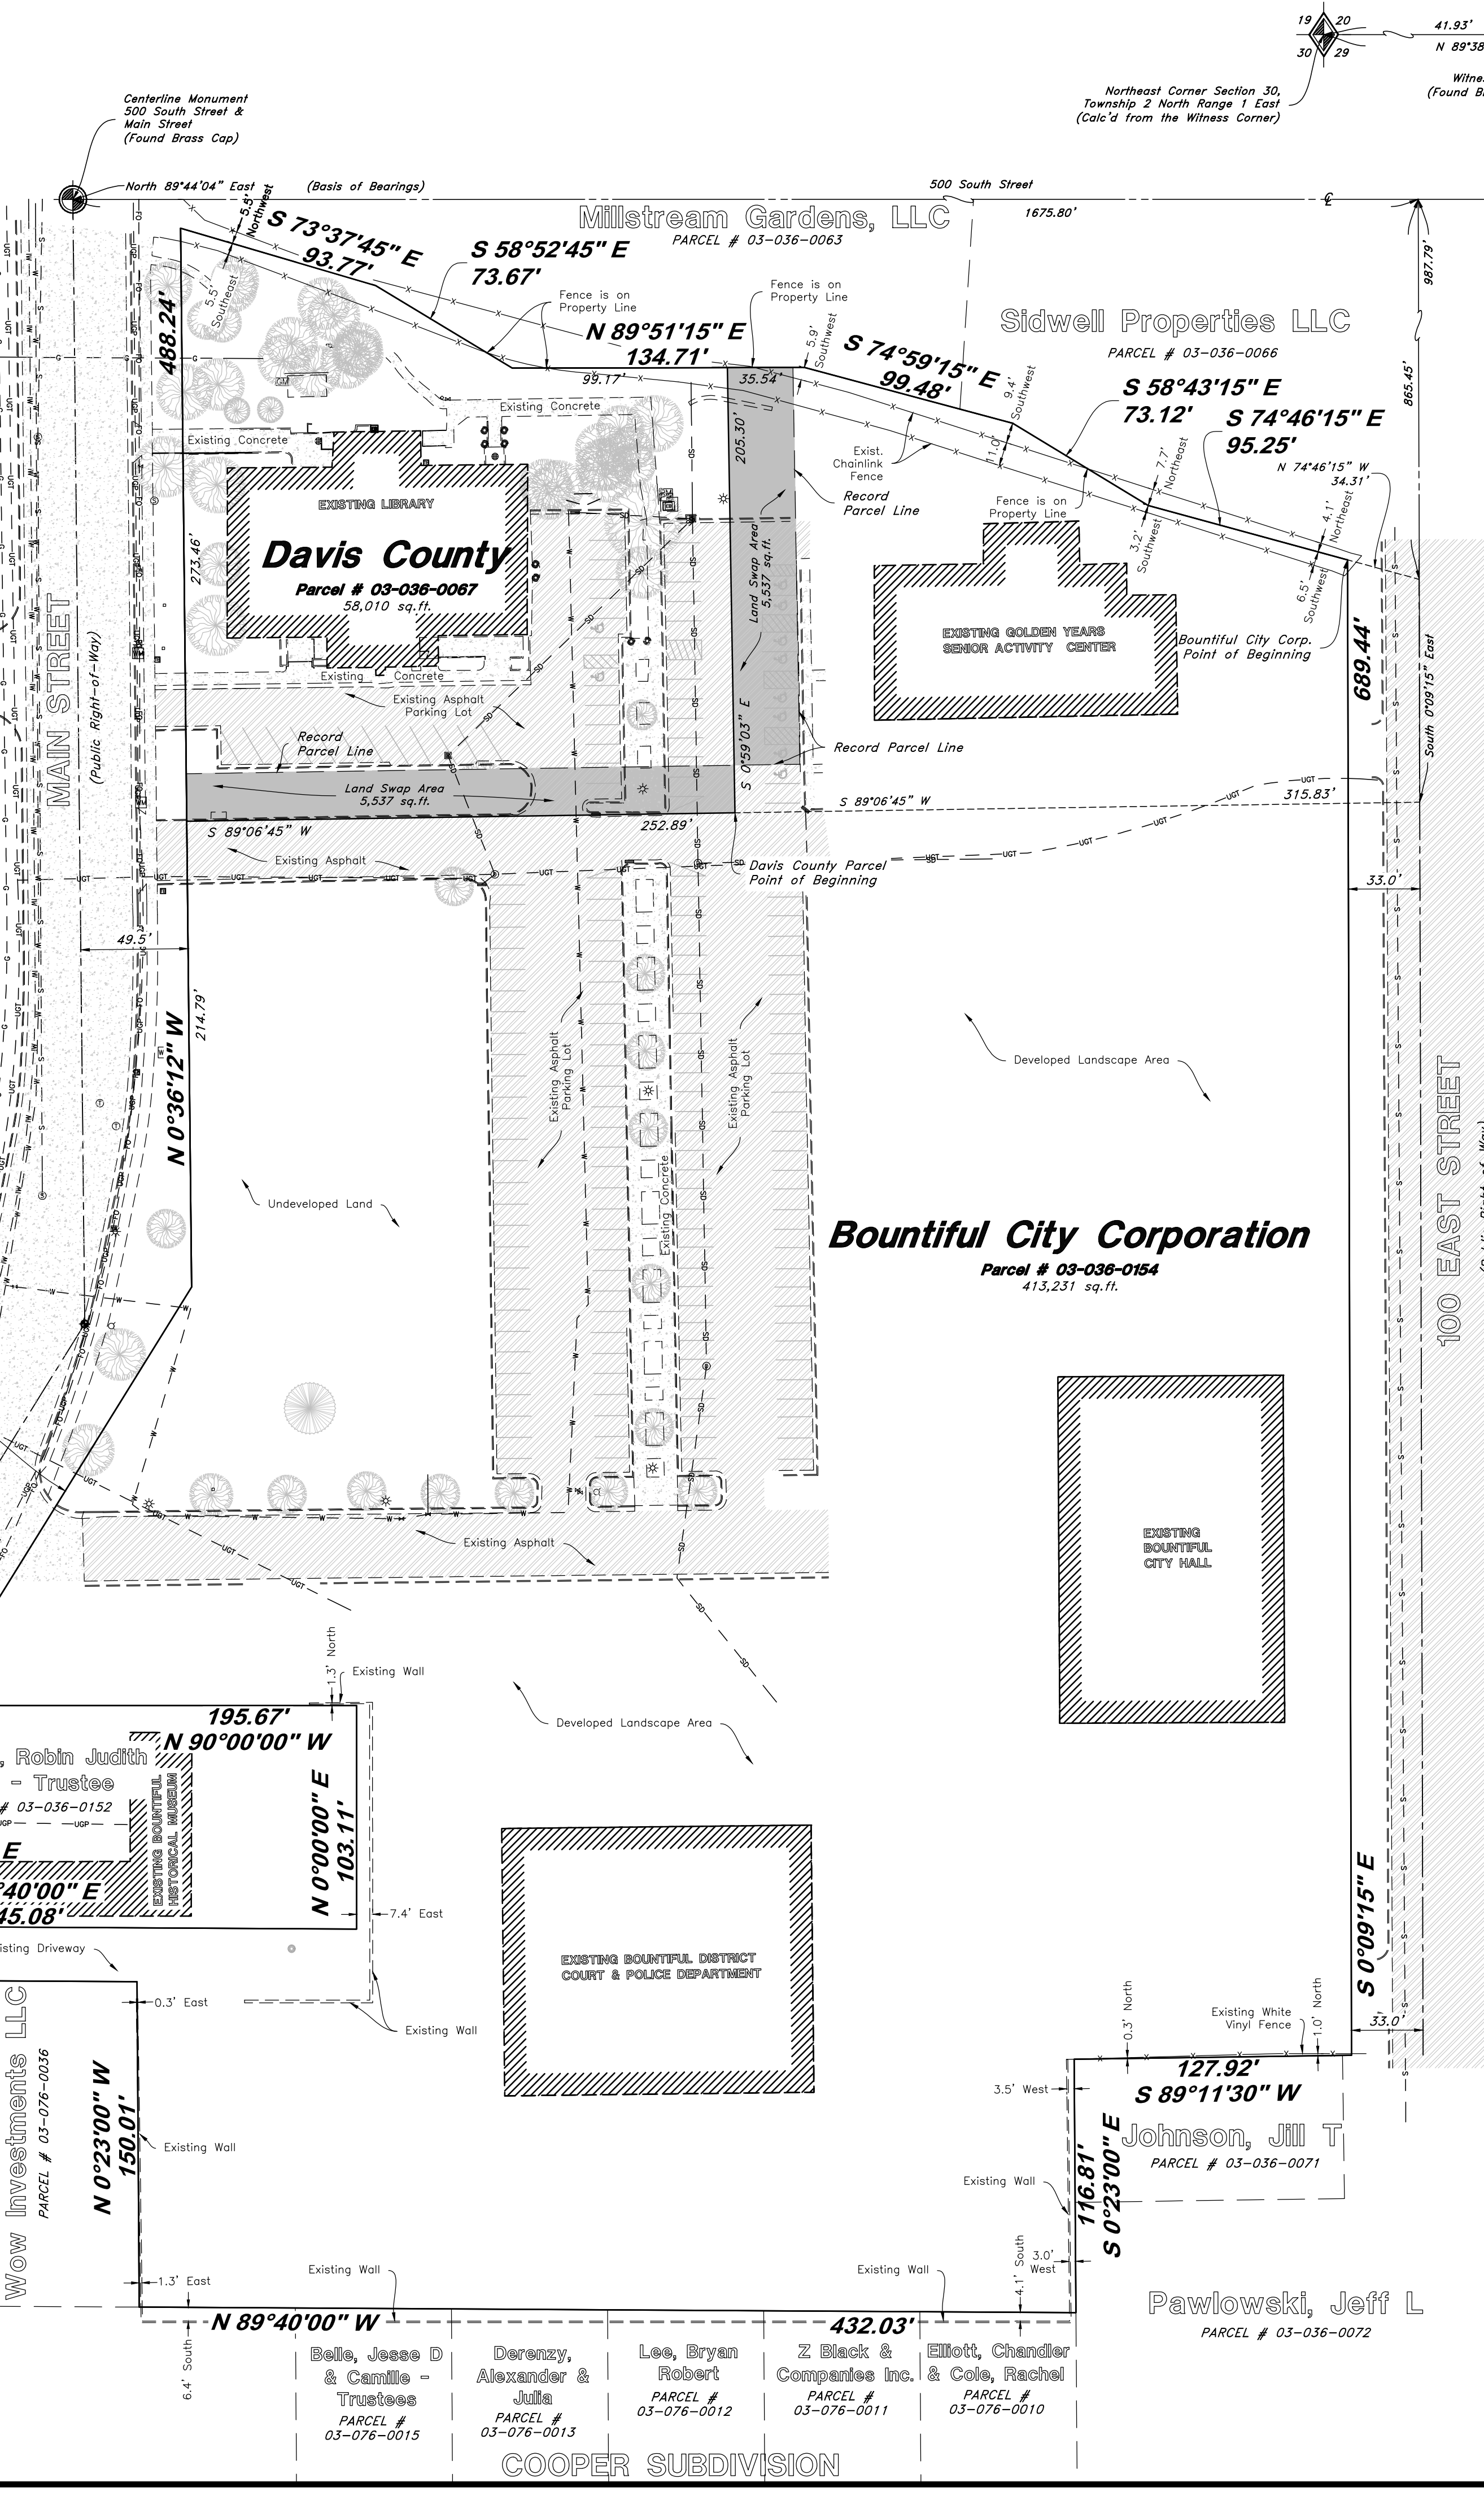 19 20
30 29
41.93'
N 89°38
Witne
(Found B
Northeast Corner Section 30,
Township 2 North Range 1 East
(Calc'd from the Witness Corner)
Centerline Monument
500 South Street &
Main Street
(Found Brass Cap)
North 89°44'04" East (Basis of Bearings)
500 South Street
1675.80'
Millstream Gardens, LLC
PARCEL # 03-036-0063
5.5'
Northwest
S 73°37'45" E
93.77'
S 58°52'45" E
73.67'
5.5'
Southeast
Fence is on
Property Line
Fence is on
Property Line
N 89°51'15" E
134.71'
99.17'
35.54'
5.9'
Southwest
S 74°59'15" E
99.48'
Sidwell Properties LLC
PARCEL # 03-036-0066
987.79'
865.45'
S 58°43'15" E
73.12'
S 74°46'15" E
95.25'
N 74°46'15" W
34.31'
9.4'
Southwest
11.0'
7.7'
Northeast
3.2'
Southwest
4.1'
Northeast
6.5'
Southwest
Exist.
Chainlink
Fence
Record
Parcel Line
Fence is on
Property Line
488.24'
Existing Concrete
Existing Concrete
EXISTING LIBRARY
Davis County
Parcel # 03-036-0067
58,010 sq.ft.
273.46'
205.30'
Land Swap Area
5,537 sq.ft.
S 0°59'03" E
Existing Concrete
Existing Asphalt
Parking Lot
EXISTING GOLDEN YEARS
SENIOR ACTIVITY CENTER
Bountiful City Corp.
Point of Beginning
689.44'
South 0°09'15" East
MAIN STREET
(Public Right-of-Way)
Record
Parcel Line
Record Parcel Line
Land Swap Area
5,537 sq.ft.
S 89°06'45" W
252.89'
S 89°06'45" W
315.83'
Existing Asphalt
Davis County Parcel
Point of Beginning
33.0'
49.5'
N 0°36'12" W
214.79'
Existing Asphalt
Parking Lot
Existing Asphalt
Parking Lot
Existing Concrete
Developed Landscape Area
Undeveloped Land
Bountiful City Corporation
Parcel # 03-036-0154
413,231 sq.ft.
100 EAST STREET
EXISTING
BOUNTIFUL
CITY HALL
Existing Asphalt
1.3' North
Existing Wall
195.67'
N 90°00'00" W
Developed Landscape Area
, Robin Judith
- Trustee
# 03-036-0152
EXISTING BOUNTIFUL
HISTORICAL MUSEUM
N 0°00'00" E
103.11'
E
°40'00" E
45.08'
7.4' East
isting Driveway
EXISTING BOUNTIFUL DISTRICT
COURT & POLICE DEPARTMENT
0.3' East
Existing Wall
S 0°09'15" E
33.0'
0.3' North
Existing White
Vinyl Fence
1.0' North
127.92'
S 89°11'30" W
3.5' West
Johnson, Jill T
PARCEL # 03-036-0071
Wow Investments LLC
PARCEL # 03-076-0036
N 0°23'00" W
150.01'
Existing Wall
Existing Wall
116.81'
S 0°23'00" E
1.3' East
Existing Wall
Existing Wall
4.1' South
3.0'
West
Pawlowski, Jeff L
PARCEL # 03-036-0072
N 89°40'00" W
432.03'
6.4' South
Belle, Jesse D
& Camille -
Trustees
PARCEL #
03-076-0015
Derenzy,
Alexander &
Julia
PARCEL #
03-076-0013
Lee, Bryan
Robert
PARCEL #
03-076-0012
Z Black &
Companies Inc.
PARCEL #
03-076-0011
Elliott, Chandler
& Cole, Rachel
PARCEL #
03-076-0010
COOPER SUBDIVISION